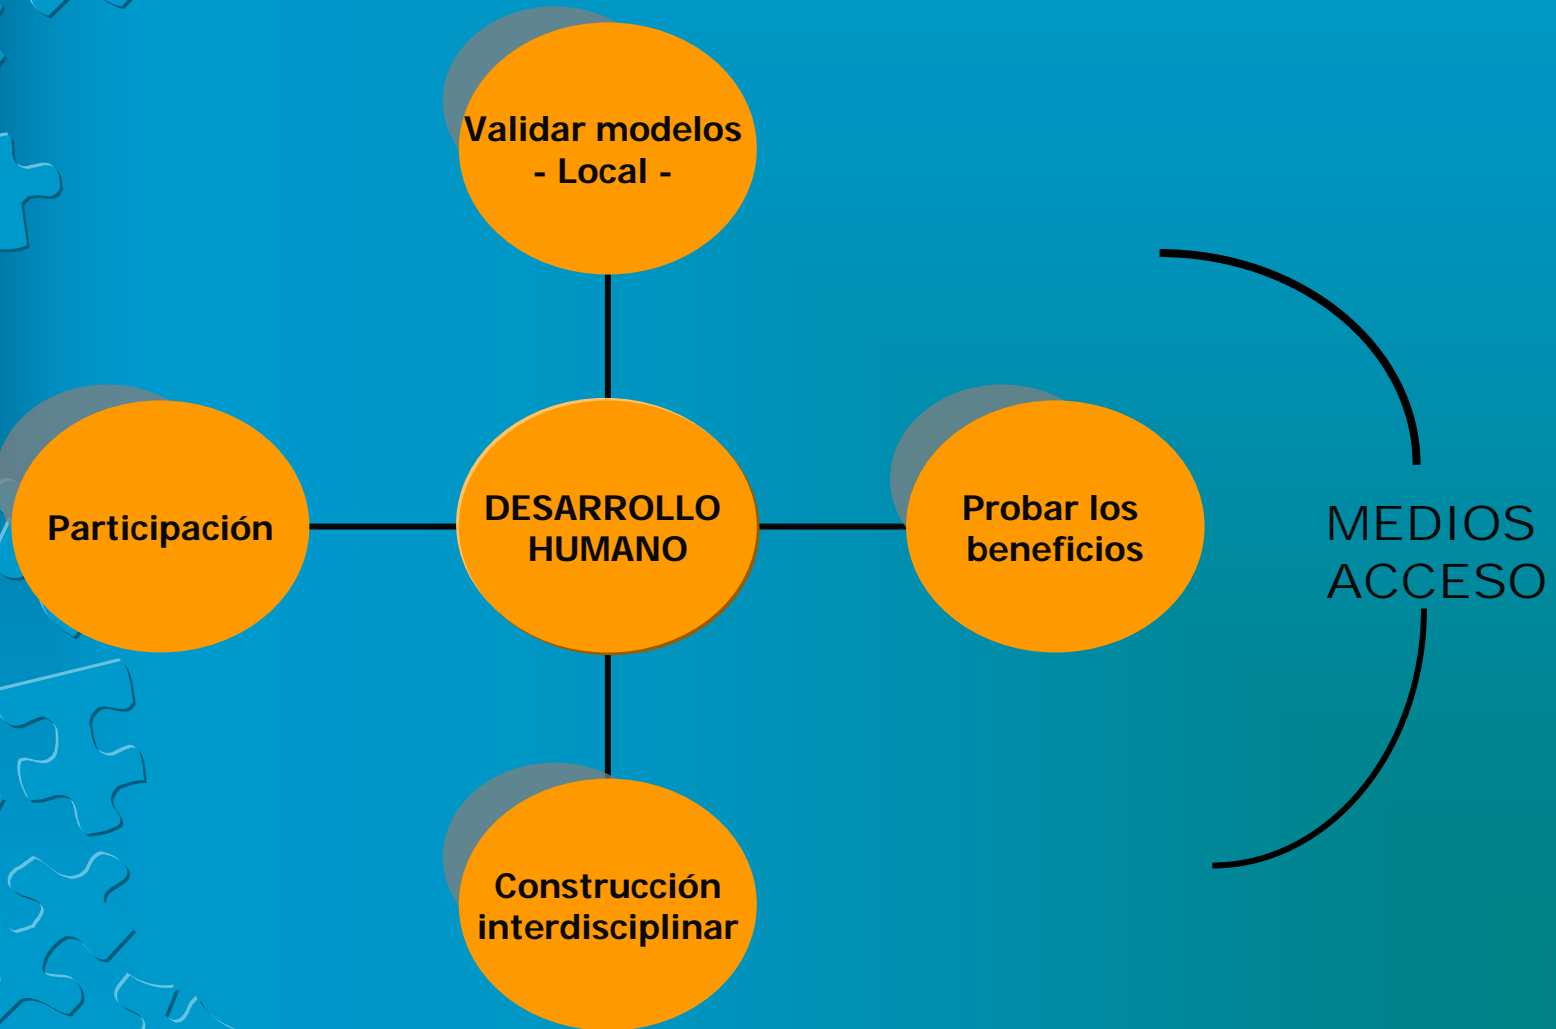 Validar modelos
- Local -
Participación
DESARROLLO
HUMANO
Probar los
beneficios
MEDIOS
ACCESO
Construcción
interdisciplinar